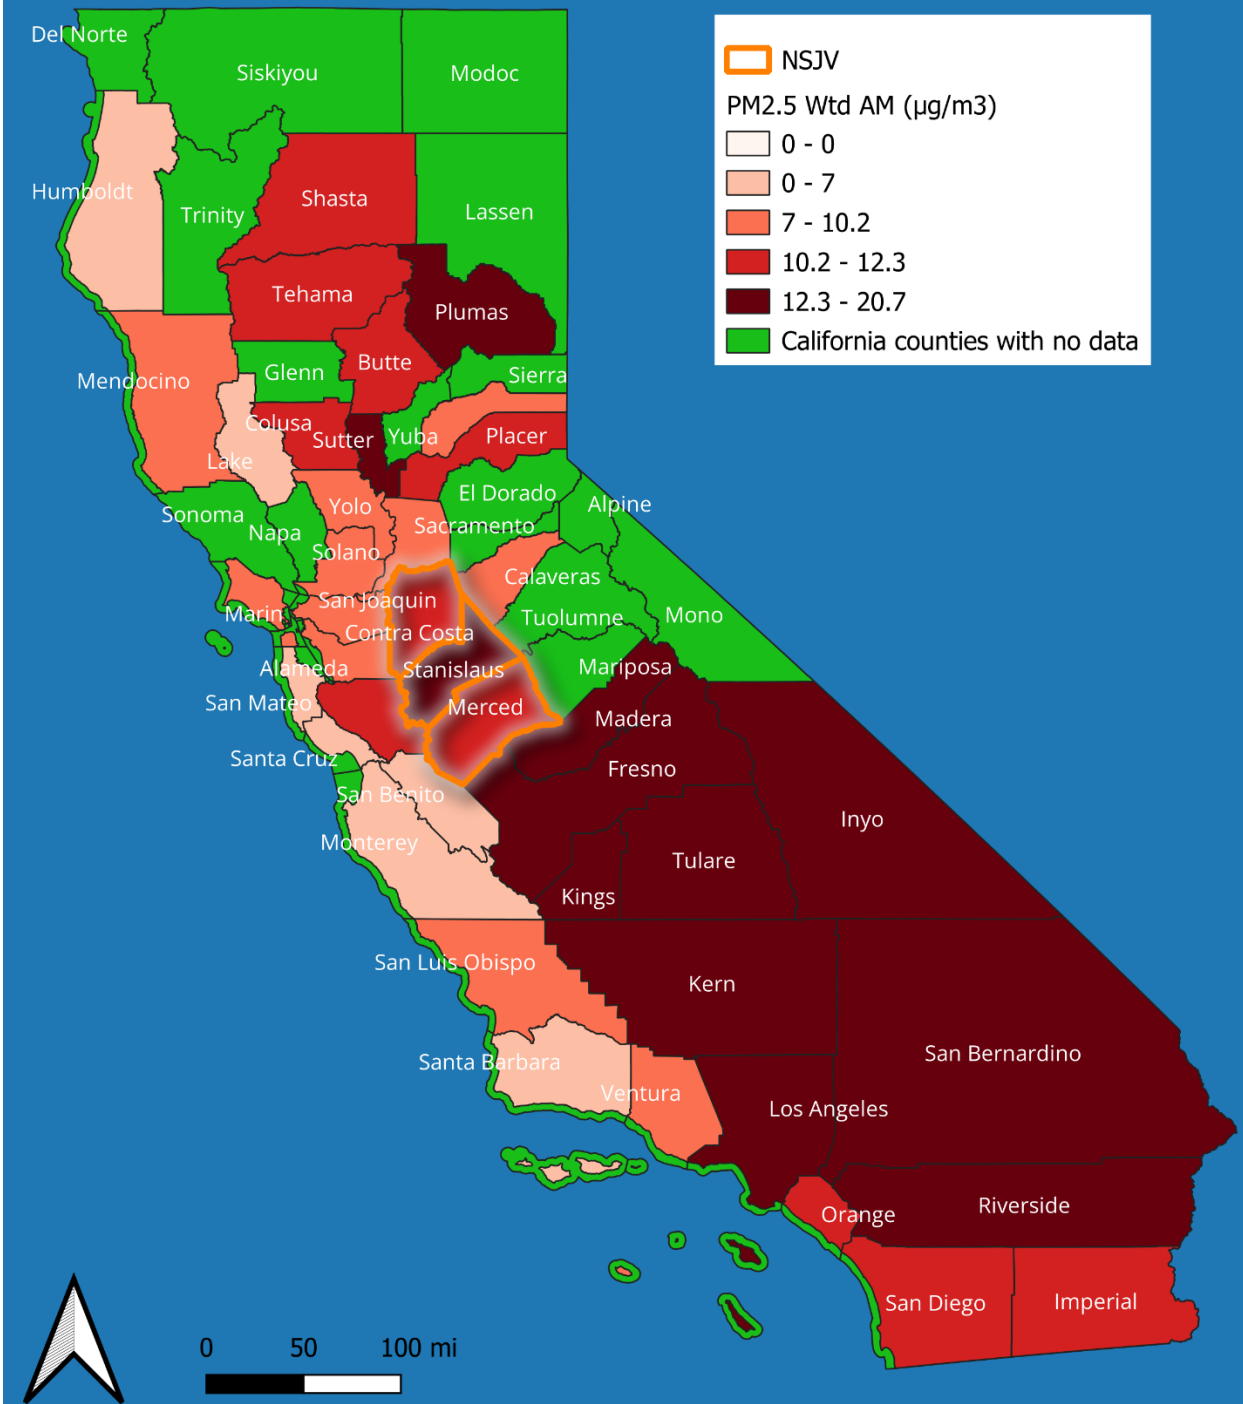 Del Norte
Siskiyou
Modoc
NSJV
PM2.5 Wtd AM (µg/m3)
0 - 0
0 - 7
7 - 10.2
10.2 - 12.3
12.3 - 20.7
California counties with no data
Humboldt
Trinity
Shasta
Lassen
Tehama
Plumas
Mendocino
Glenn
Butte
Sierra
Colusa
Sutter
Yuba
Placer
Lake
El Dorado
Alpine
Sonoma
Napa
Yolo
Sacramento
Solano
Calaveras
San Joaquin
Marin
Tuolumne
Mono
Contra Costa
Alameda
Stanislaus
Mariposa
San Mateo
Merced
Madera
Santa Cruz
Fresno
San Benito
Inyo
Monterey
Tulare
Kings
San Luis Obispo
Kern
Santa Barbara
San Bernardino
Ventura
Los Angeles
Orange
Riverside
San Diego
Imperial
0 50 100 mi